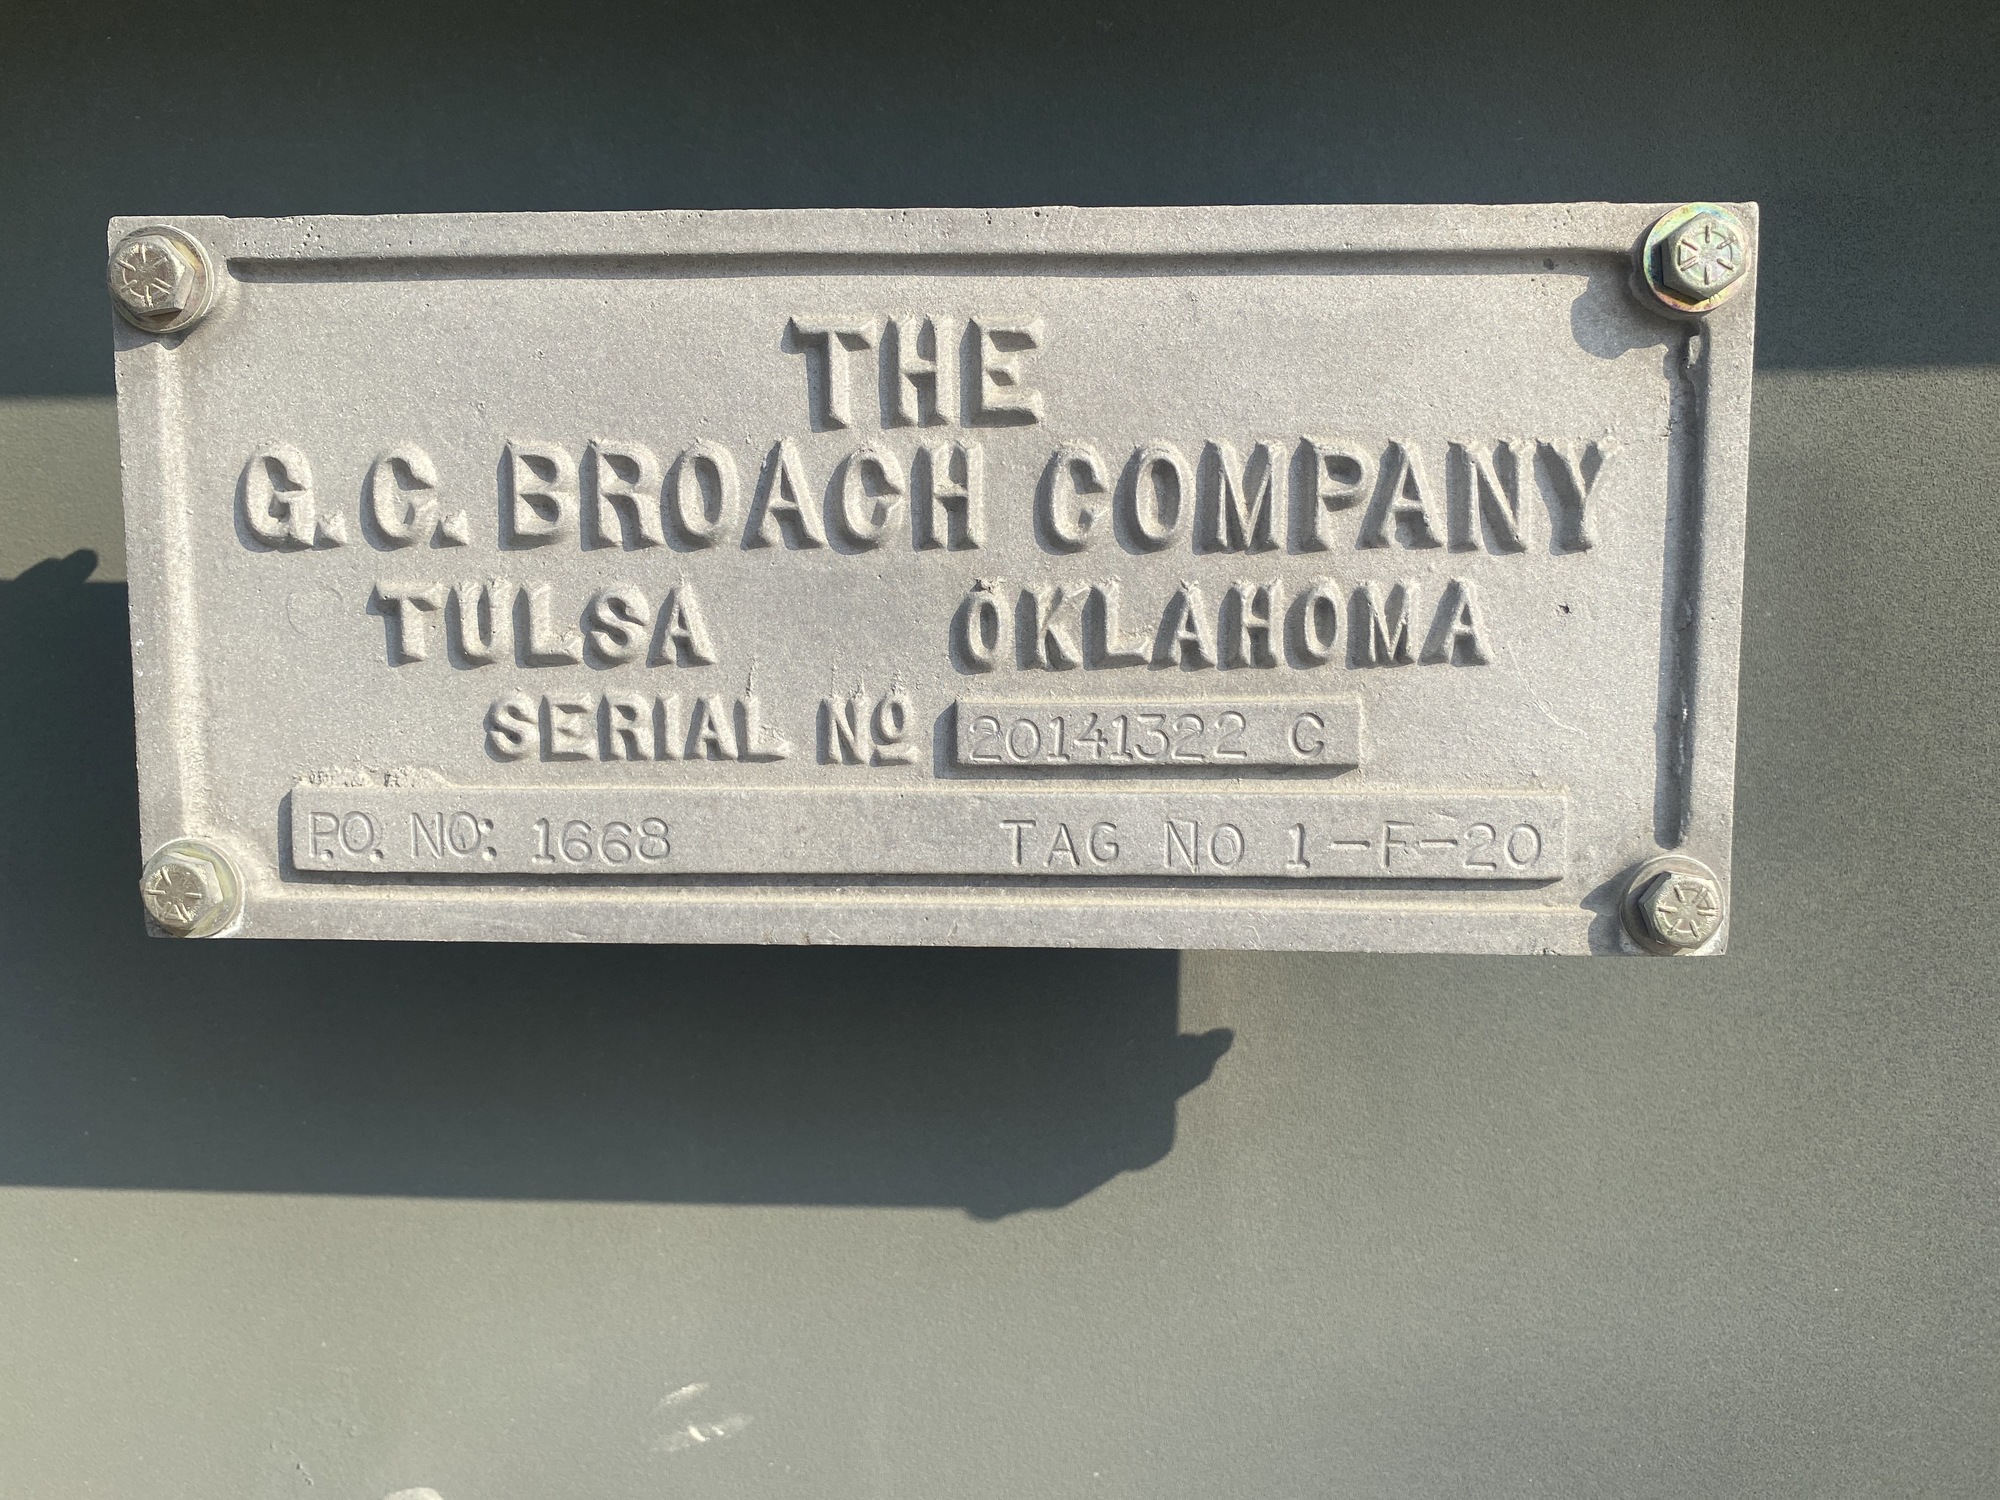 THE
G. C. BROACH COMPANY
TULSA OKLAHOMA
SERIAL Nº 20141322 C
P.O. NO: 1668 TAG NO 1-F-20